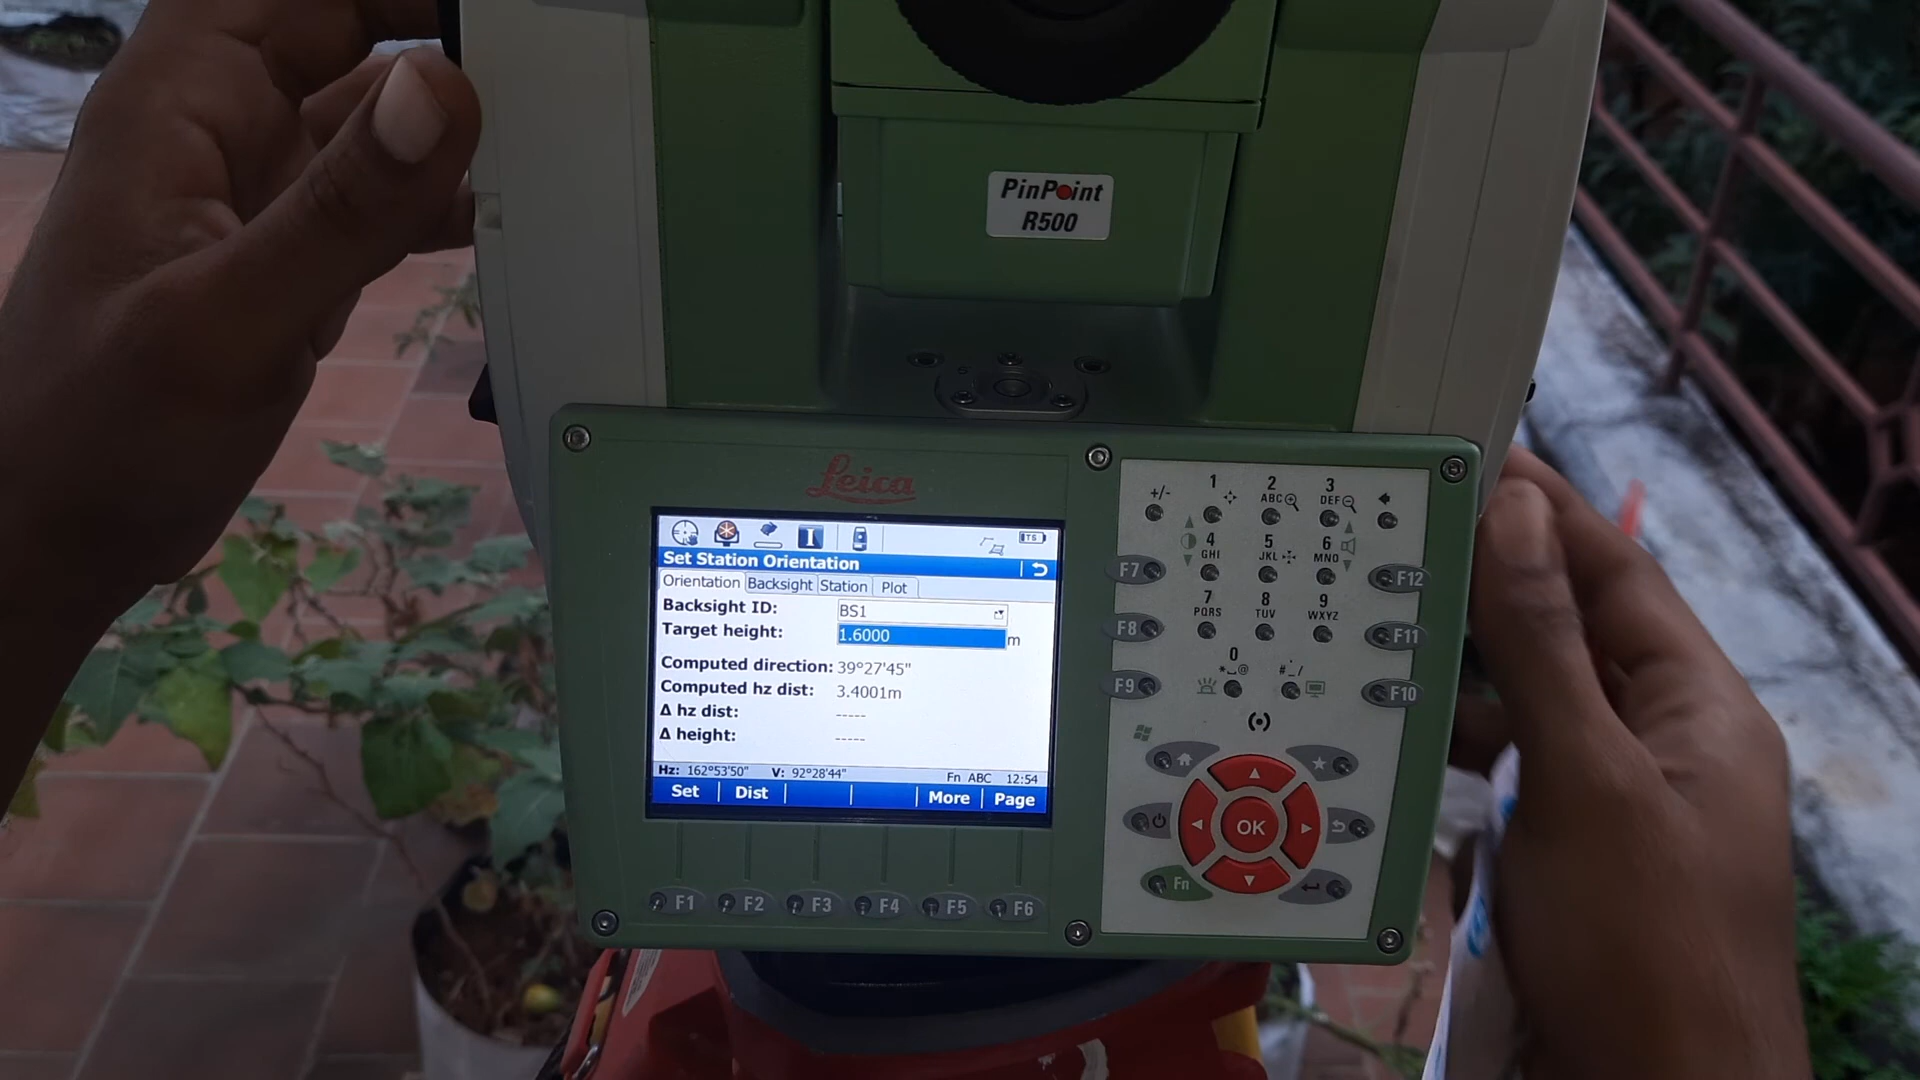 PinPoint
R500
Leica
I
TS
Set Station Orientation
Orientation Backsight Station Plot
Backsight ID: BS1
Target height: 1.6000 m
Computed direction: 39°27'45"
Computed hz dist: 3.4001m
Δ hz dist: -----
Δ height: -----
Hz: 162°53'50" V: 92°28'44" Fn ABC 12:54
Set Dist More Page
F1 F2 F3 F4 F5 F6
+/- 1 2 ABC 3 DEF
4 GHI 5 JKL 6 MNO
F7 F12
7 PQRS 8 TUV 9 WXYZ
F8 F11
0 *⎵@ #_./
F9 F10
OK
Fn